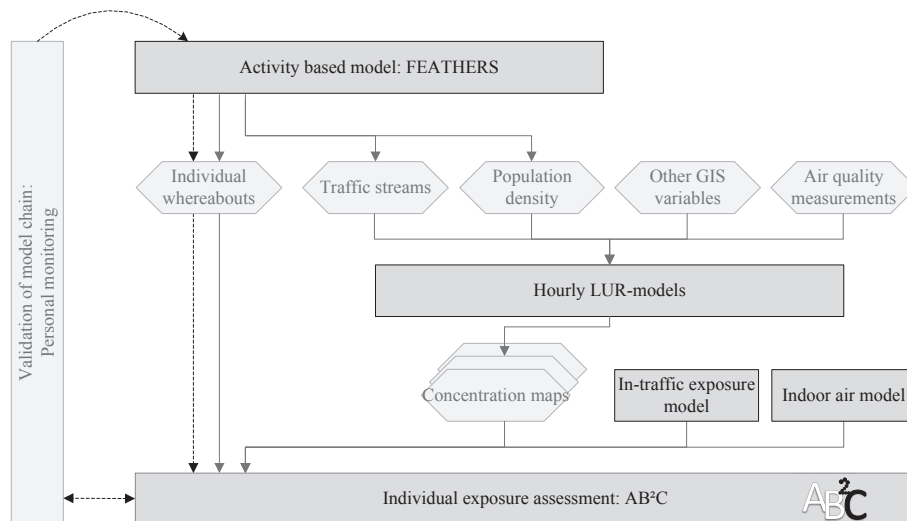 Validation of model chain:
Personal monitoring
Activity based model: FEATHERS
Individual
whereabouts
Traffic streams
Population
density
Other GIS
variables
Air quality
measurements
Hourly LUR-models
Concentration maps
In-traffic exposure
model
Indoor air model
Individual exposure assessment: AB²C
AB²C